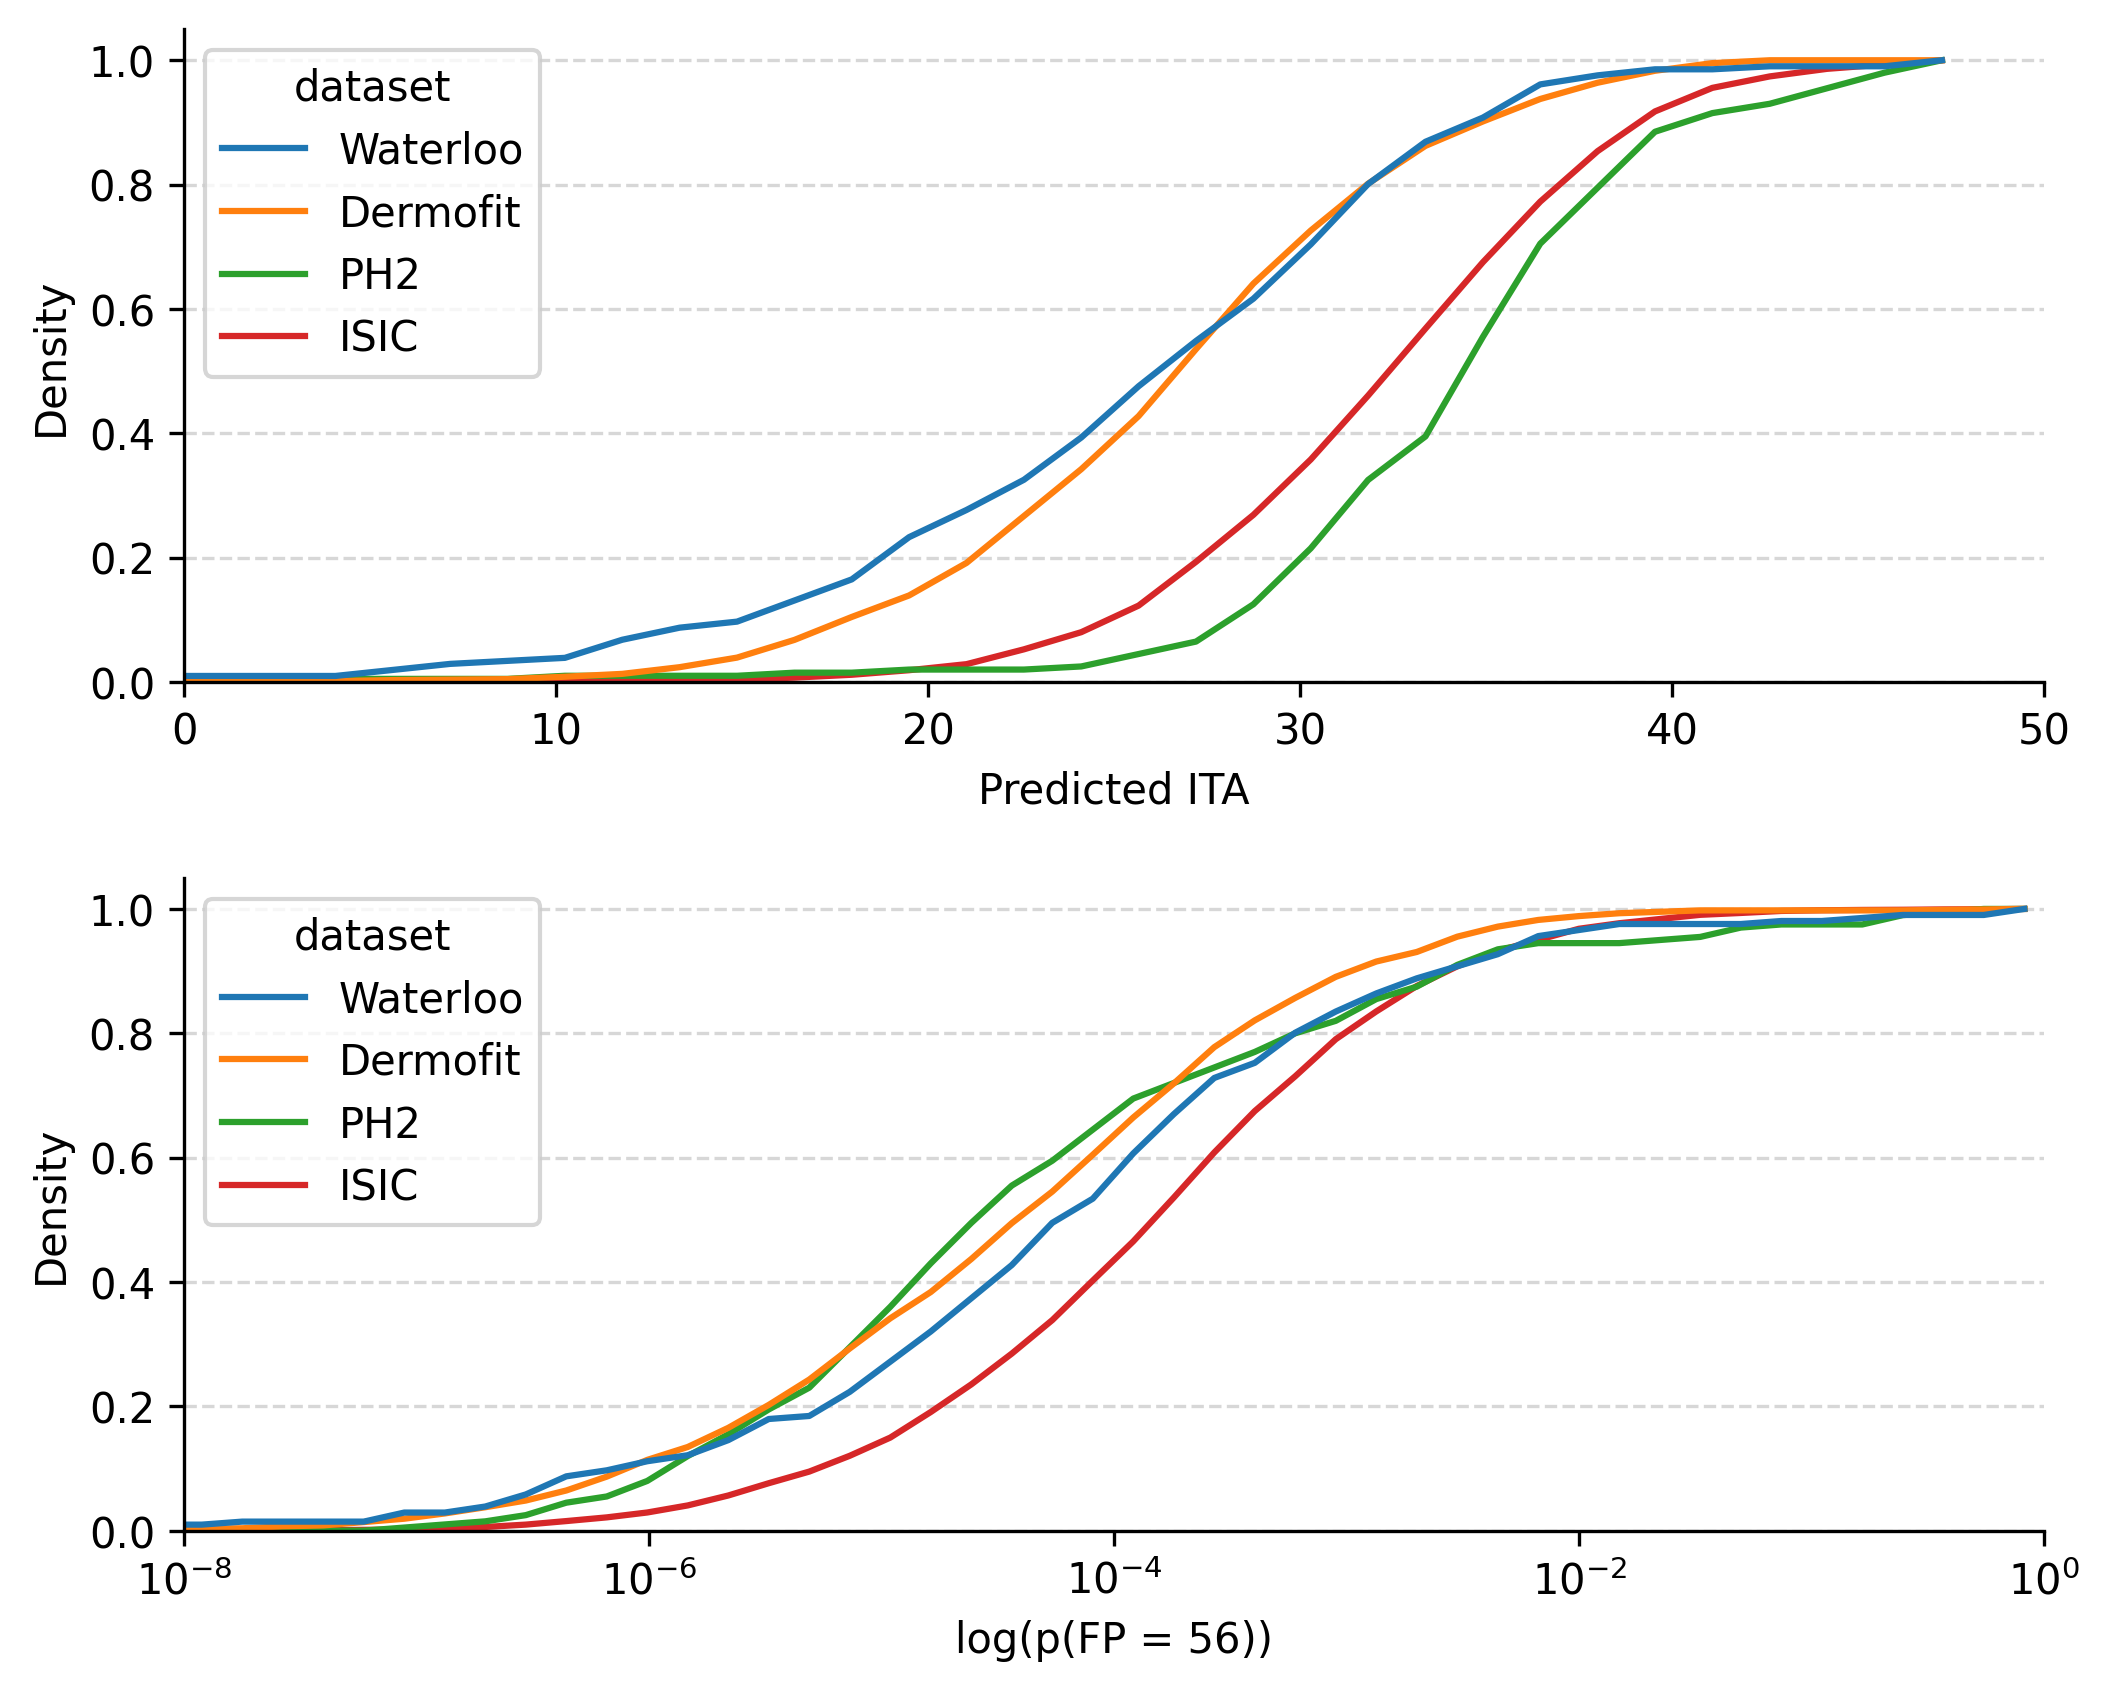 1.0
0.8
0.6
0.4
0.2
0.0
Density
dataset
Waterloo
Dermofit
PH2
ISIC
0 10 20 30 40 50
Predicted ITA
1.0
0.8
0.6
0.4
0.2
0.0
Density
dataset
Waterloo
Dermofit
PH2
ISIC
10⁻⁸ 10⁻⁶ 10⁻⁴ 10⁻² 10⁰
log(p(FP = 56))